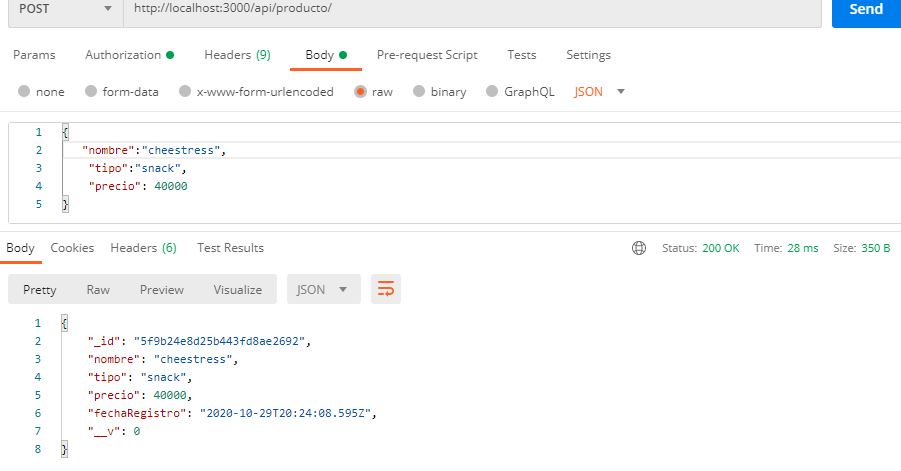 POST http://localhost:3000/api/producto/ Send
Params Authorization Headers (9) Body Pre-request Script Tests Settings
none form-data x-www-form-urlencoded raw binary GraphQL JSON
1 {
2 "nombre":"cheestress",
3 "tipo":"snack",
4 "precio": 40000
5 }
Body Cookies Headers (6) Test Results Status: 200 OK Time: 28 ms Size: 350 B
Pretty Raw Preview Visualize JSON
1 {
2 "_id": "5f9b24e8d25b443fd8ae2692",
3 "nombre": "cheestress",
4 "tipo": "snack",
5 "precio": 40000,
6 "fechaRegistro": "2020-10-29T20:24:08.595Z",
7 "__v": 0
8 }